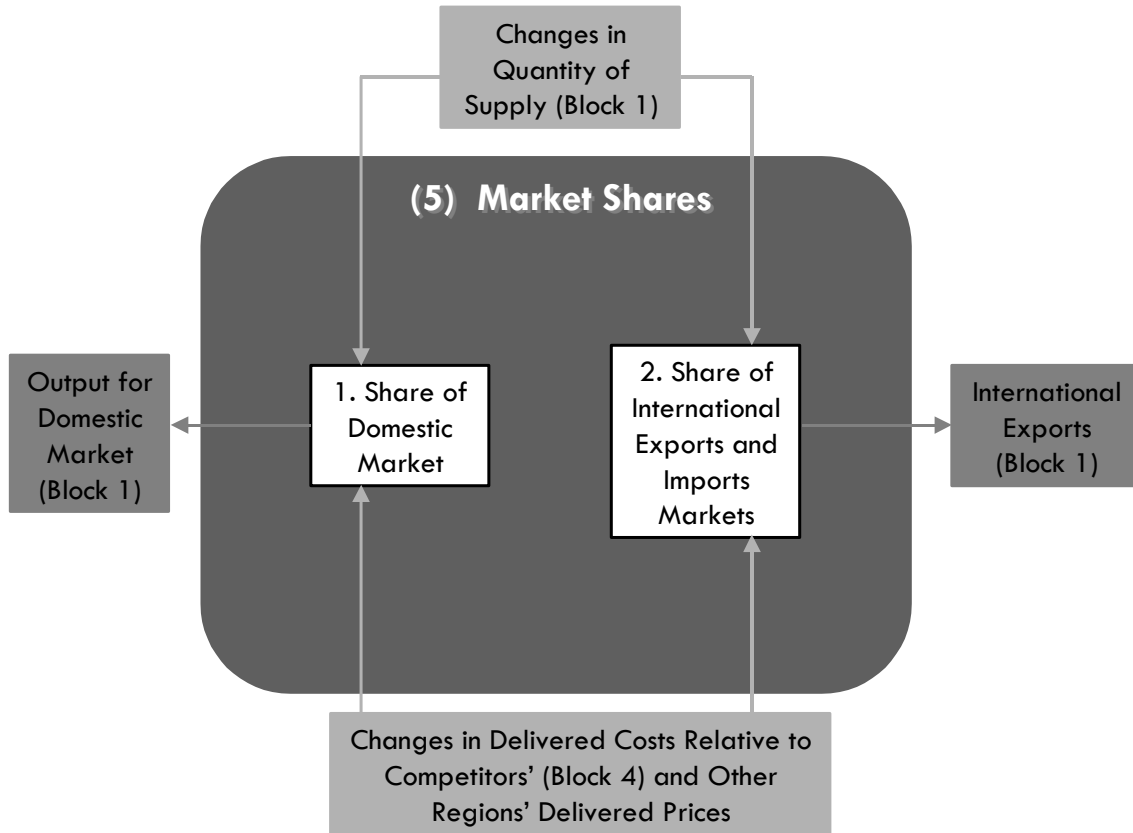 Changes in
Quantity of
Supply (Block 1)
(5) Market Shares
Output for
Domestic
Market
(Block 1)
1. Share of
Domestic
Market
2. Share of
International
Exports and
Imports
Markets
International
Exports
(Block 1)
Changes in Delivered Costs Relative to
Competitors’ (Block 4) and Other
Regions’ Delivered Prices